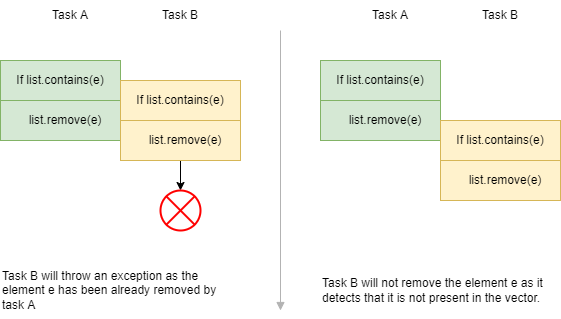 Task A
Task B
Task A
Task B
If list.contains(e)
list.remove(e)
If list.contains(e)
list.remove(e)
If list.contains(e)
list.remove(e)
If list.contains(e)
list.remove(e)
Task B will throw an exception as the
element e has been already removed by
task A
Task B will not remove the element e as it
detects that it is not present in the vector.